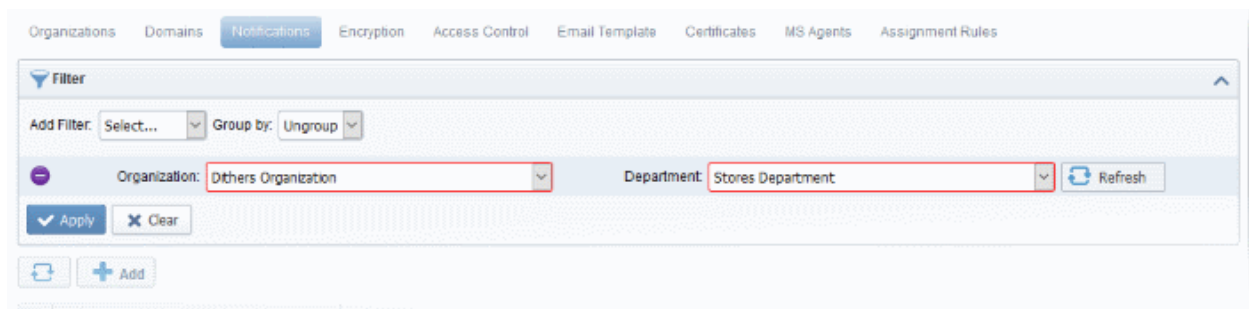 Organizations Domains Notifications Encryption Access Control Email Template Certificates MS Agents Assignment Rules
Filter
Add Filter: Select... Group by: Ungroup
Organization: Dithers Organization Department: Stores Department Refresh
Apply Clear
Add